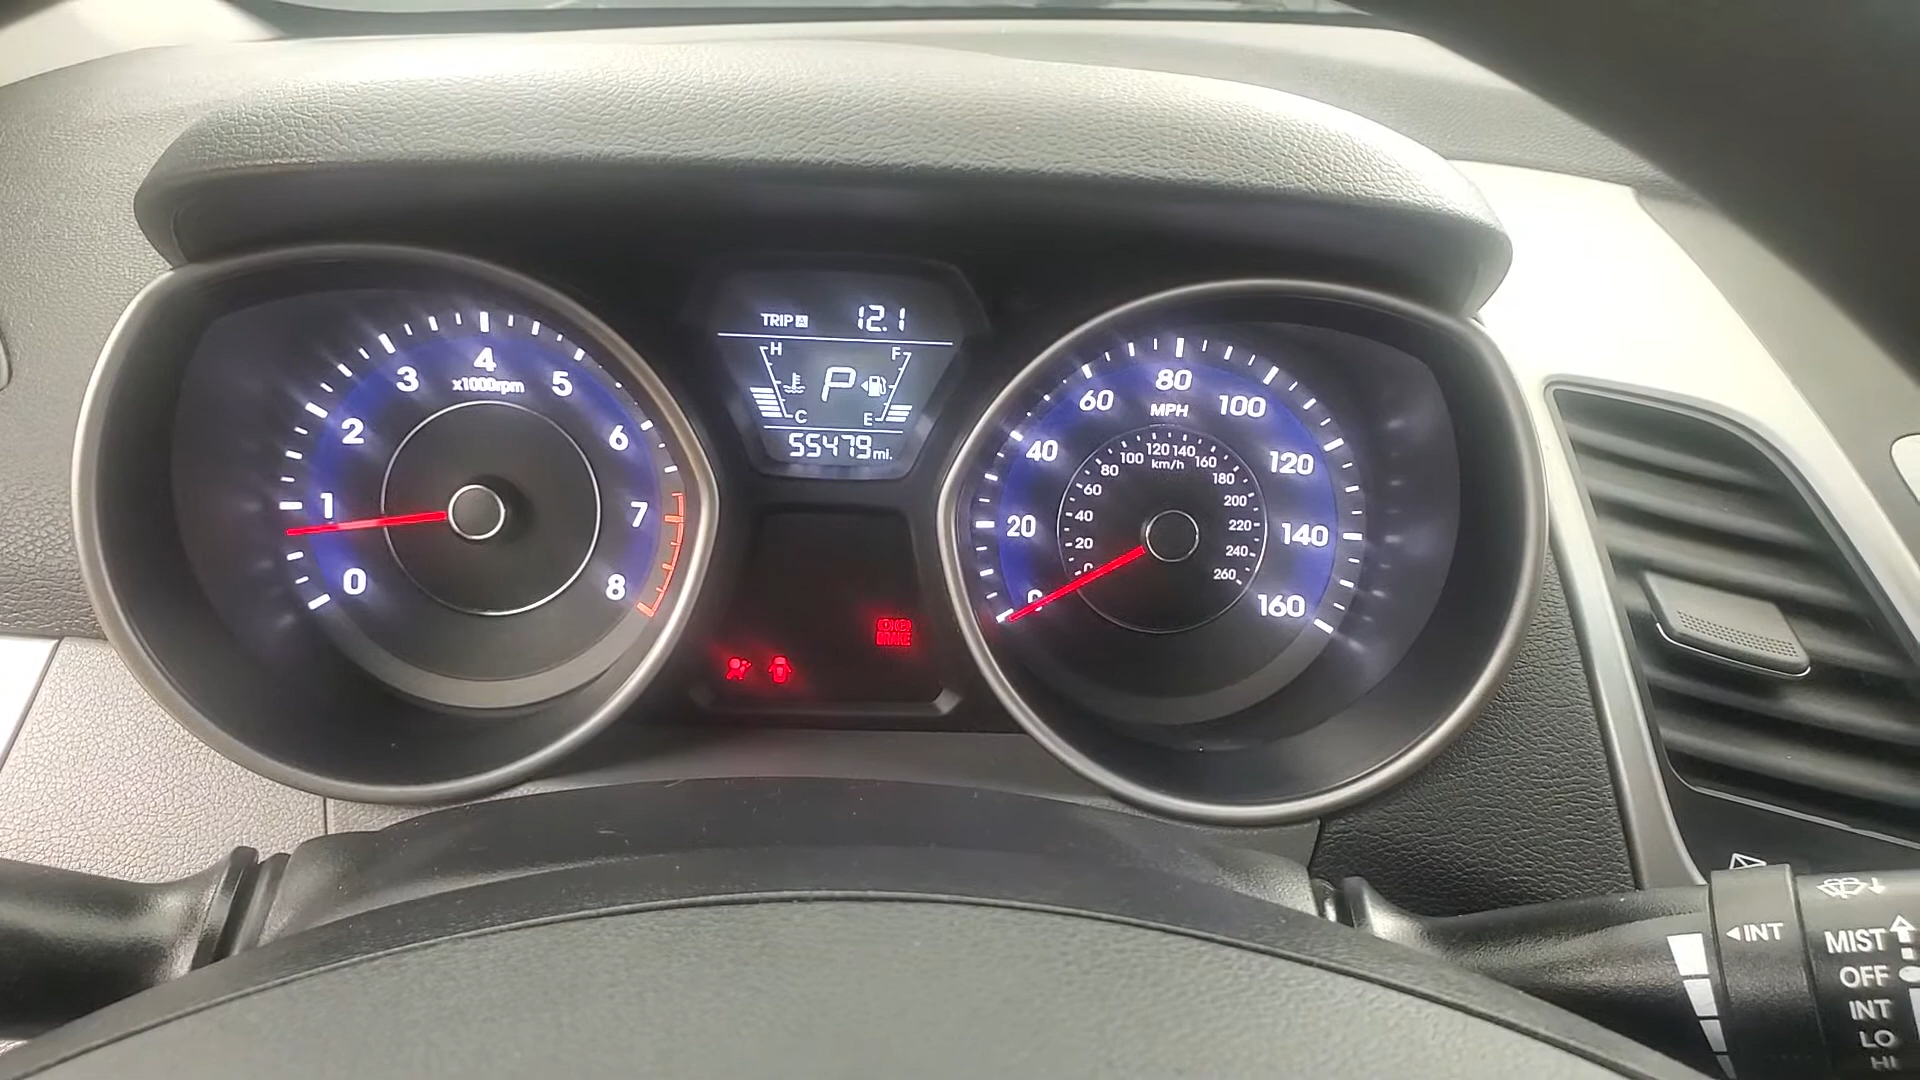 TRIP A 12.1
H F
P
C E
55479 mi.
0 1 2 3 4 5 6 7 8
x1000rpm
0 20 40 60 80 100 120 140 160
MPH
0 20 40 60 80 100 120 140 160 180 200 220 240 260
km/h
BRAKE
INT
MIST
OFF
INT
LO
HI